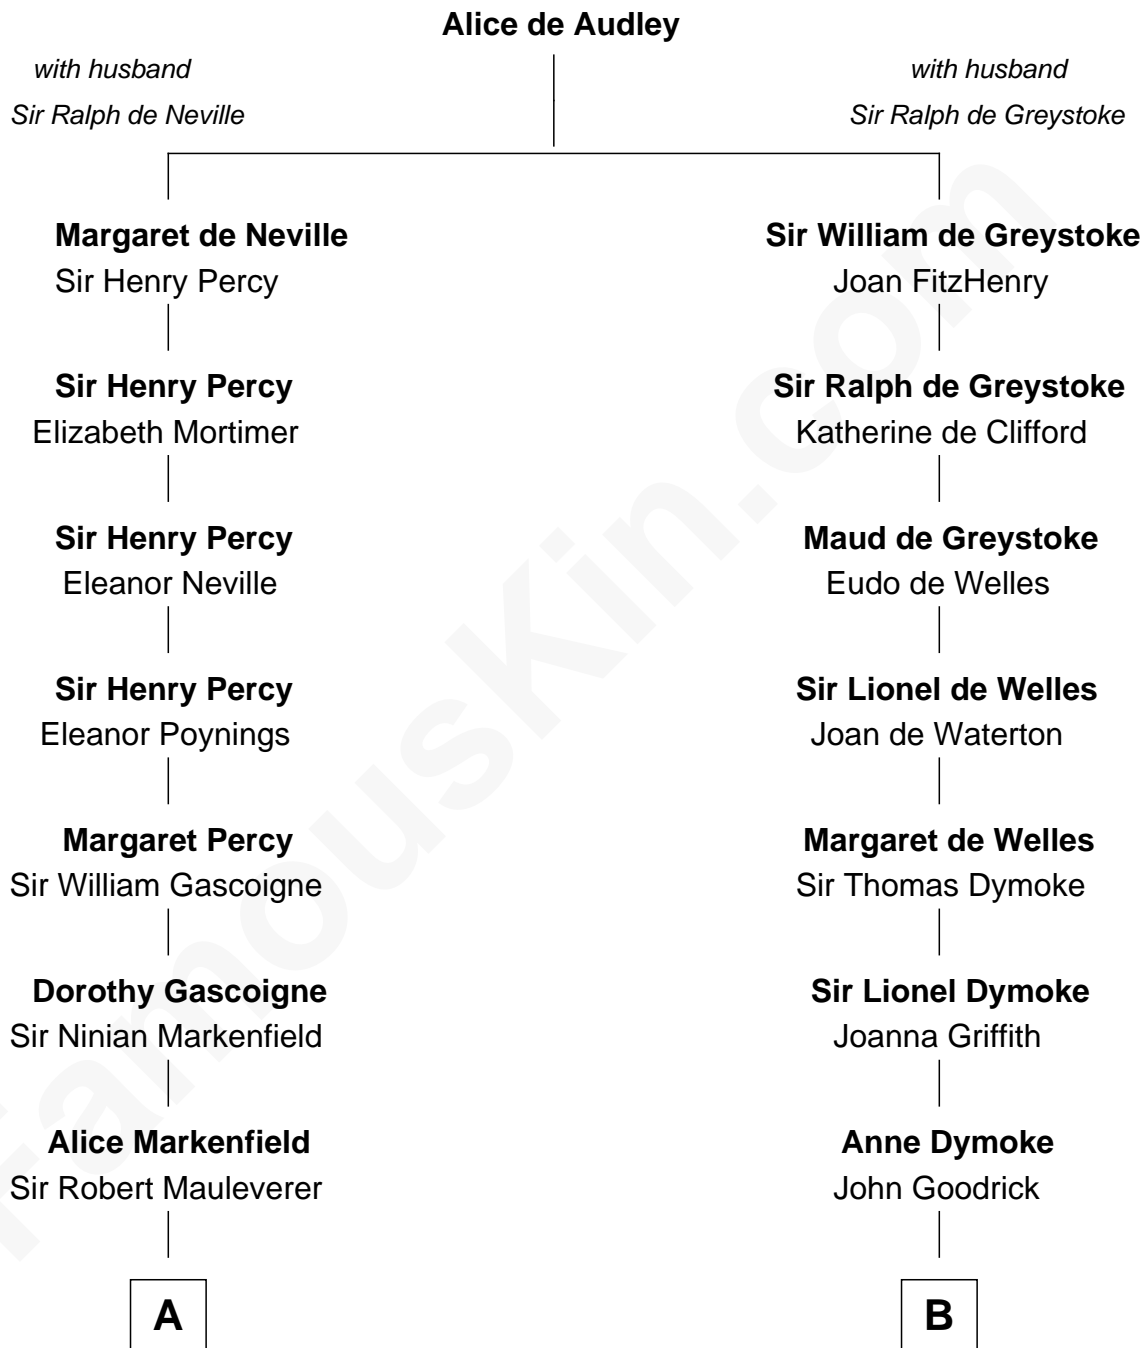 Alice de Audley
with husband
Sir Ralph de Neville
with husband
Sir Ralph de Greystoke
Margaret de Neville
Sir Henry Percy
Sir William de Greystoke
Joan FitzHenry
Sir Henry Percy
Elizabeth Mortimer
Sir Ralph de Greystoke
Katherine de Clifford
Sir Henry Percy
Eleanor Neville
Maud de Greystoke
Eudo de Welles
Sir Henry Percy
Eleanor Poynings
Sir Lionel de Welles
Joan de Waterton
Margaret Percy
Sir William Gascoigne
Margaret de Welles
Sir Thomas Dymoke
Dorothy Gascoigne
Sir Ninian Markenfield
Sir Lionel Dymoke
Joanna Griffith
Alice Markenfield
Sir Robert Mauleverer
Anne Dymoke
John Goodrick
A
B
FamousKin.com